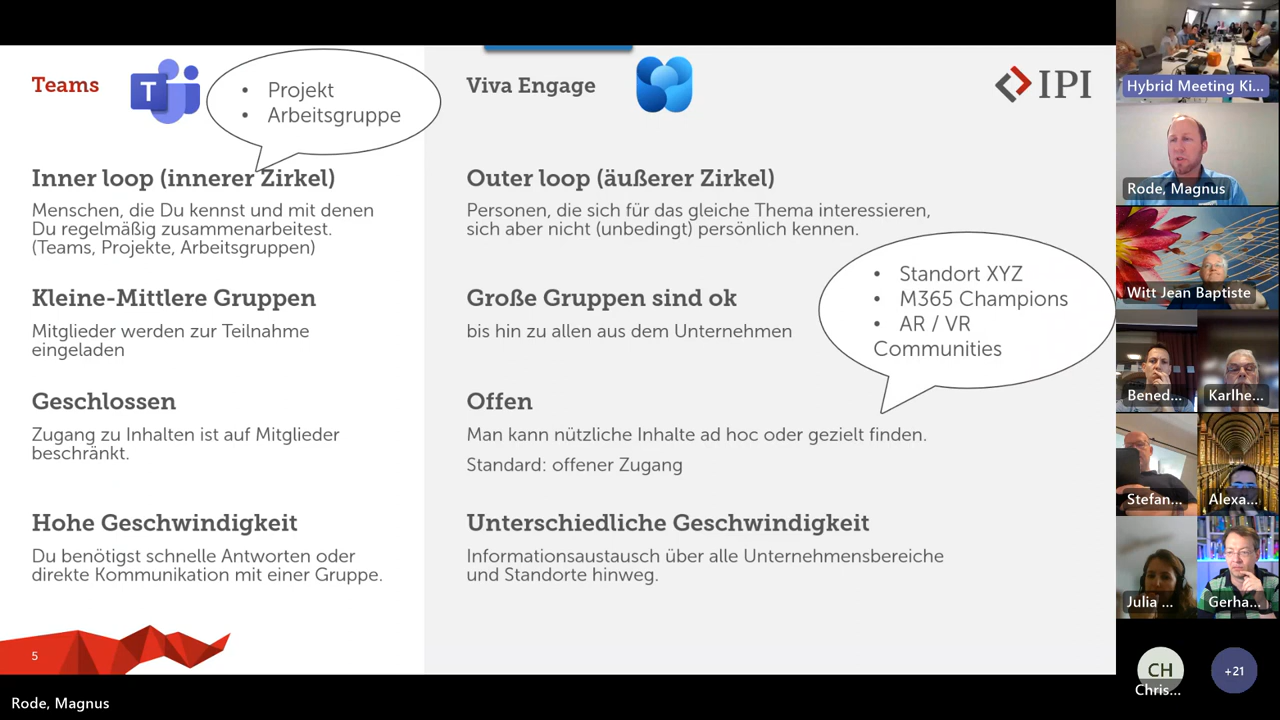 Teams
T
• Projekt
• Arbeitsgruppe
Inner loop (innerer Zirkel)
Menschen, die Du kennst und mit denen
Du regelmäßig zusammenarbeitest.
(Teams, Projekte, Arbeitsgruppen)
Kleine-Mittlere Gruppen
Mitglieder werden zur Teilnahme
eingeladen
Geschlossen
Zugang zu Inhalten ist auf Mitglieder
beschränkt.
Hohe Geschwindigkeit
Du benötigst schnelle Antworten oder
direkte Kommunikation mit einer Gruppe.
5
Viva Engage
IPI
Outer loop (äußerer Zirkel)
Personen, die sich für das gleiche Thema interessieren,
sich aber nicht (unbedingt) persönlich kennen.
• Standort XYZ
• M365 Champions
• AR / VR
Communities
Große Gruppen sind ok
bis hin zu allen aus dem Unternehmen
Offen
Man kann nützliche Inhalte ad hoc oder gezielt finden.
Standard: offener Zugang
Unterschiedliche Geschwindigkeit
Informationsaustausch über alle Unternehmensbereiche
und Standorte hinweg.
Hybrid Meeting Ki...
Rode, Magnus
Witt Jean Baptiste
Bened...
Karlhe...
Stefan...
Alexa...
Julia ...
Gerha...
CH
Chris...
+21
Rode, Magnus